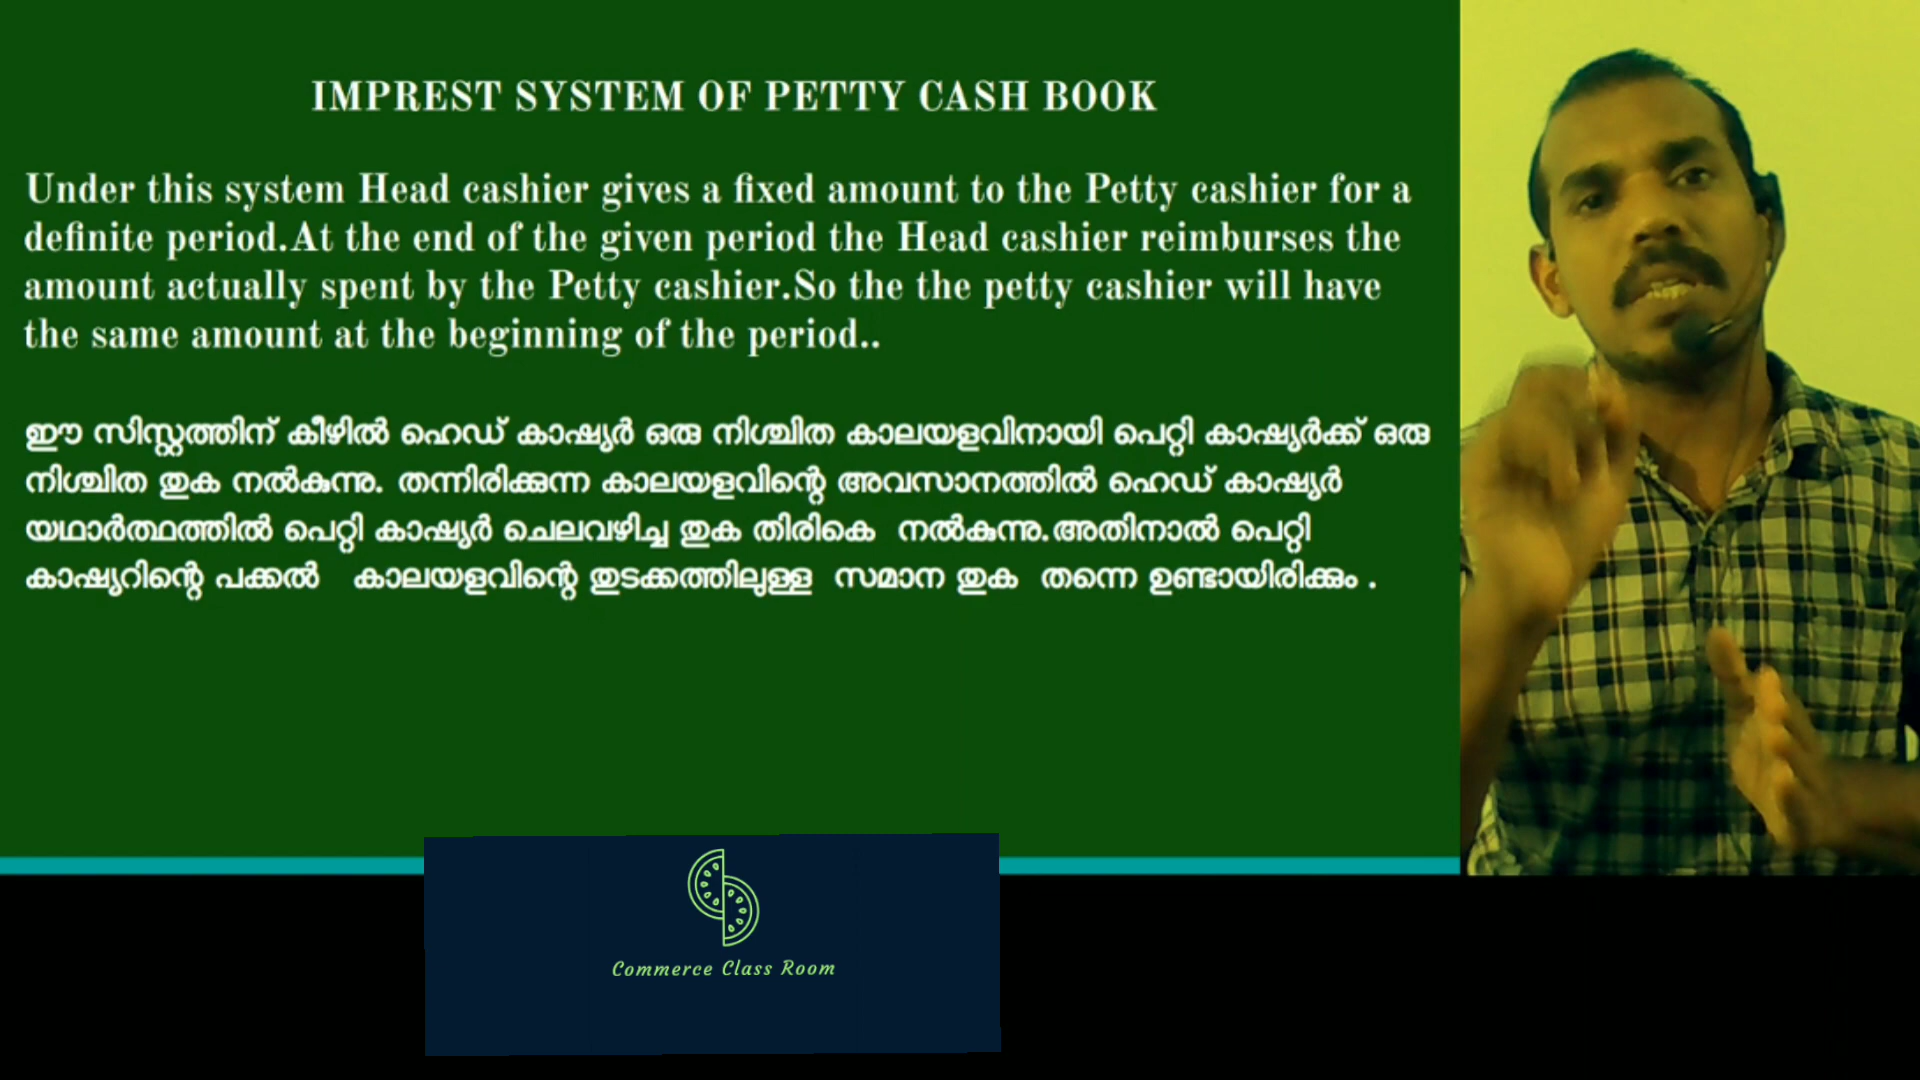 IMPREST SYSTEM OF PETTY CASH BOOK
Under this system Head cashier gives a fixed amount to the Petty cashier for a
definite period.At the end of the given period the Head cashier reimburses the
amount actually spent by the Petty cashier.So the the petty cashier will have
the same amount at the beginning of the period..
ഈ സിസ്റ്റത്തിന് കീഴിൽ ഹെഡ് കാഷ്യർ ഒരു നിശ്ചിത കാലയളവിനായി പെറ്റി കാഷ്യർക്ക് ഒരു
നിശ്ചിത തുക നൽകുന്നു. തന്നിരിക്കുന്ന കാലയളവിന്റെ അവസാനത്തിൽ ഹെഡ് കാഷ്യർ
യഥാർത്ഥത്തിൽ പെറ്റി കാഷ്യർ ചെലവഴിച്ച തുക തിരികെ നൽകുന്നു.അതിനാൽ പെറ്റി
കാഷ്യറിന്റെ പക്കൽ കാലയളവിന്റെ തുടക്കത്തിലുള്ള സമാന തുക തന്നെ ഉണ്ടായിരിക്കും .
Commerce Class Room